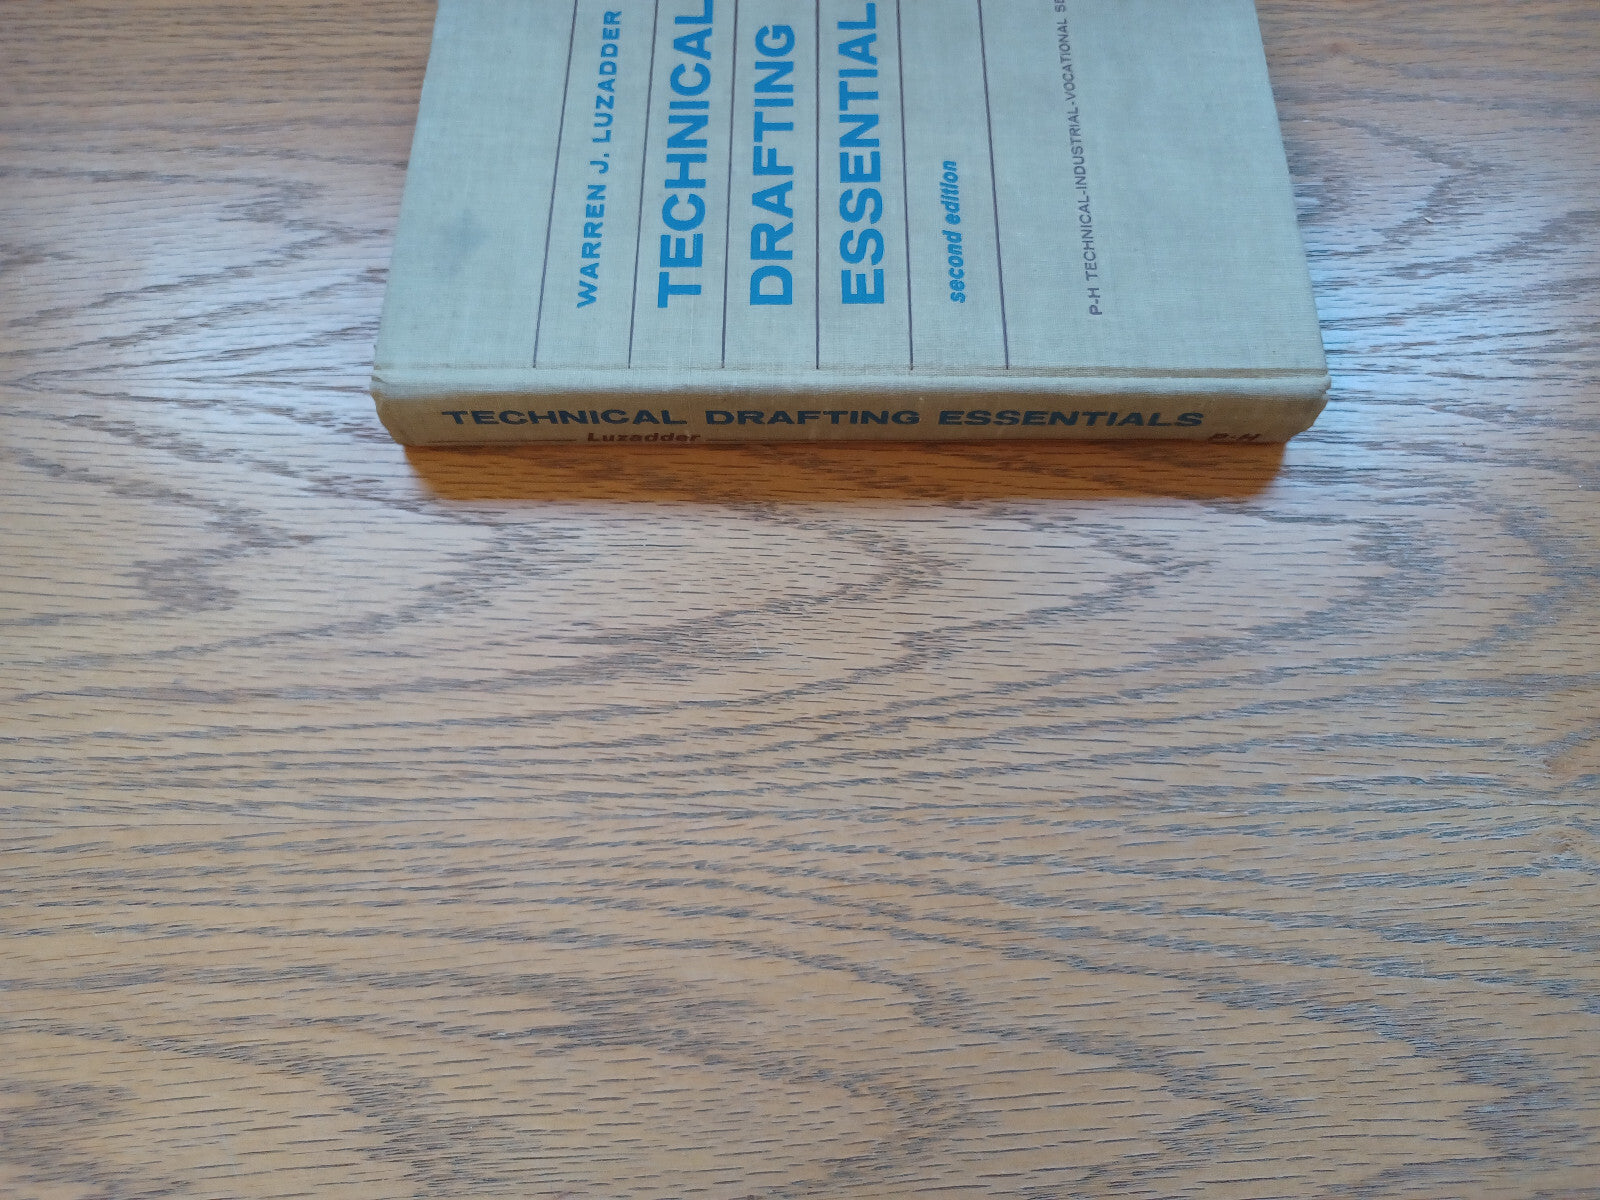 WARREN J. LUZADDER
TECHNICAL
DRAFTING
ESSENTIAL
second edition
P-H TECHNICAL-INDUSTRIAL-VOCATIONAL SE
TECHNICAL DRAFTING ESSENTIALS
Luzadder P-H